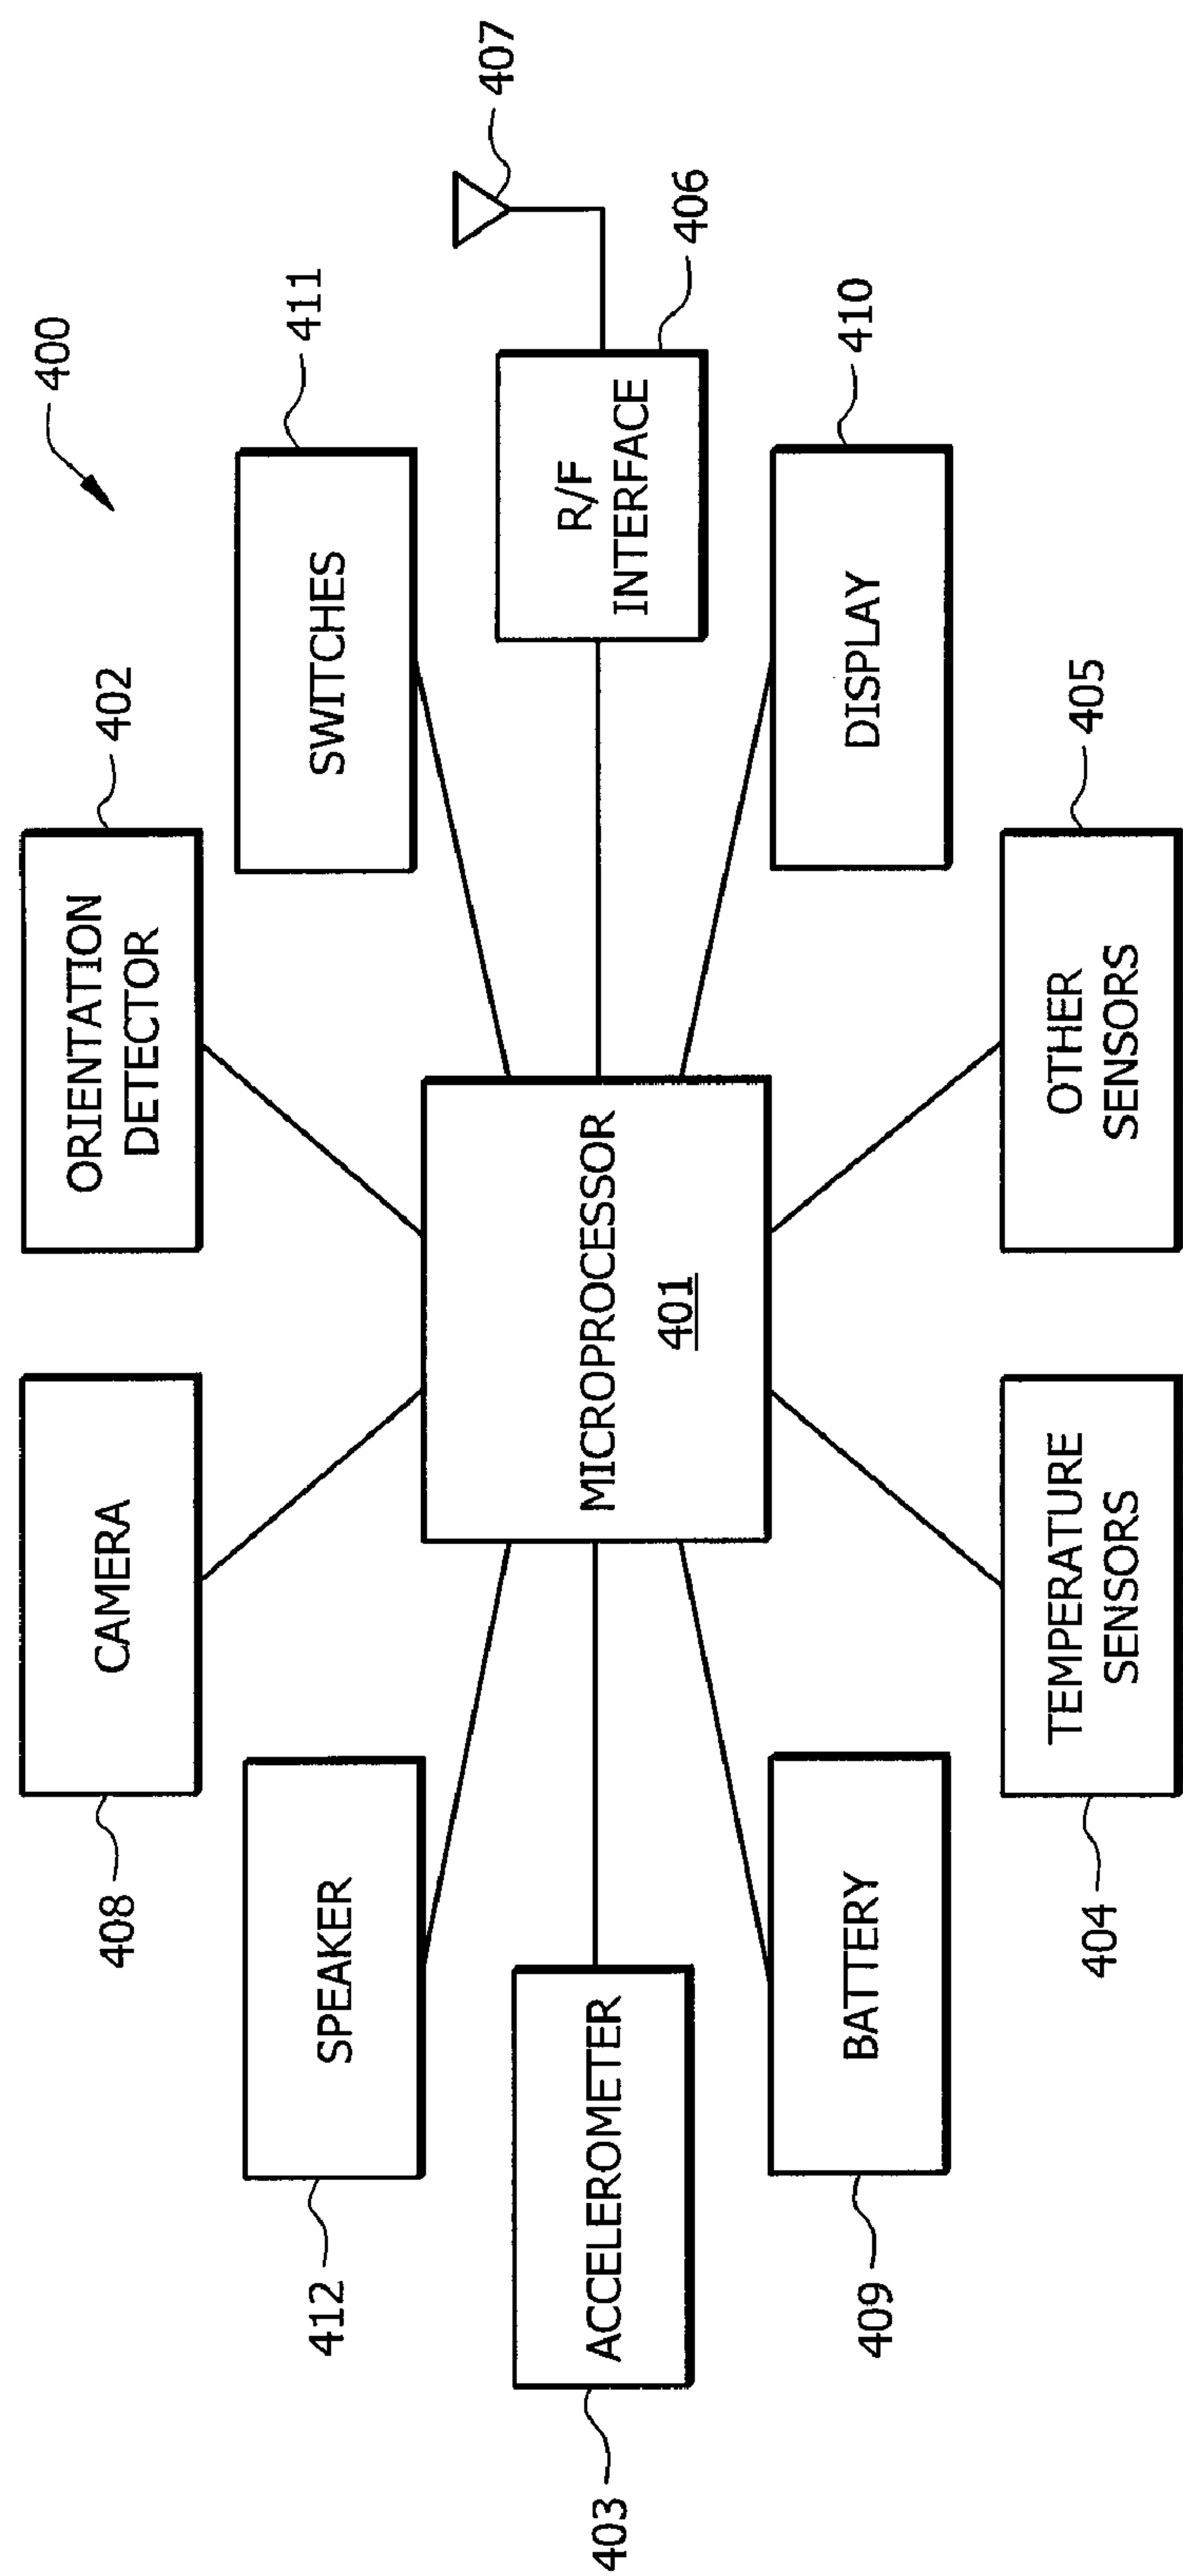 400
408
CAMERA
ORIENTATION
DETECTOR
402
412
SPEAKER
SWITCHES
411
403
ACCELEROMETER
MICROPROCESSOR
401
R/F
INTERFACE
406
407
409
BATTERY
DISPLAY
410
404
TEMPERATURE
SENSORS
OTHER
SENSORS
405